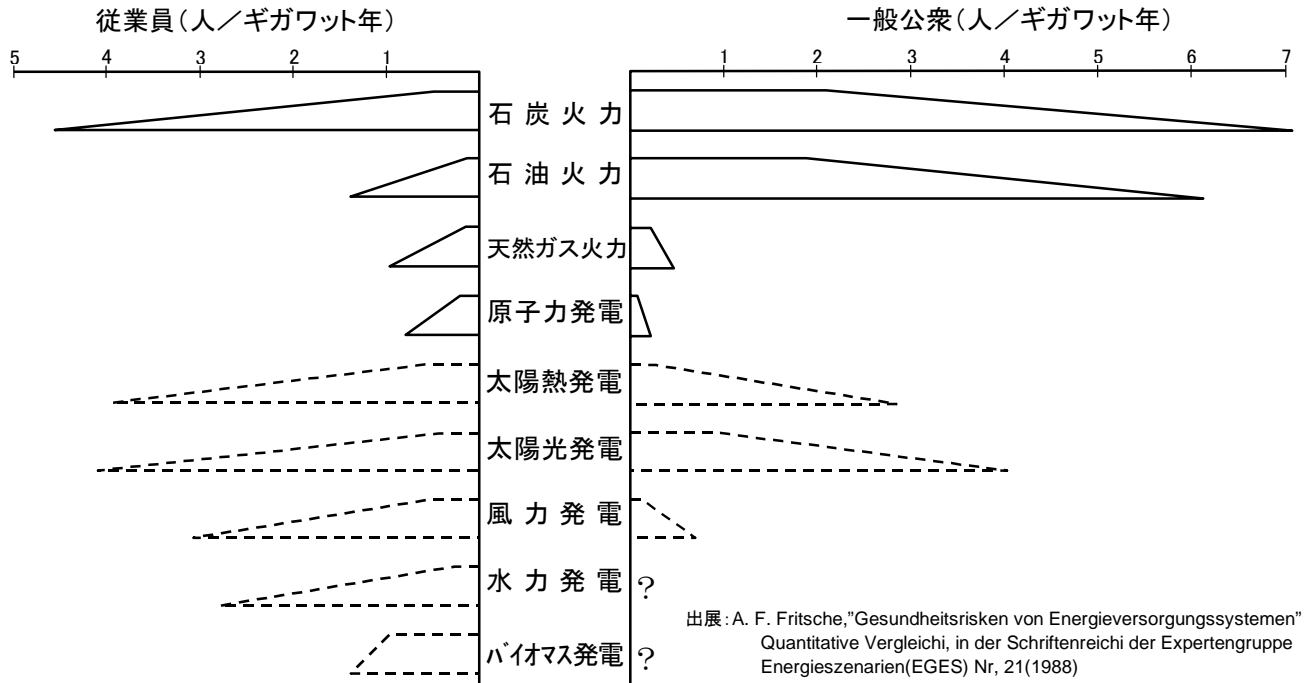 従業員（人／ギガワット年）
一般公衆（人／ギガワット年）
5 4 3 2 1
1 2 3 4 5 6 7
石炭火力
石油火力
天然ガス火力
原子力発電
太陽熱発電
太陽光発電
風力発電
水力発電 ？
ﾊﾞｲｵﾏｽ発電 ？
出展：A. F. Fritsche,"Gesundheitsrisken von Energieversorgungssystemen"
Quantitative Vergleichi, in der Schriftenreichi der Expertengruppe
Energieszenarien(EGES) Nr, 21(1988)